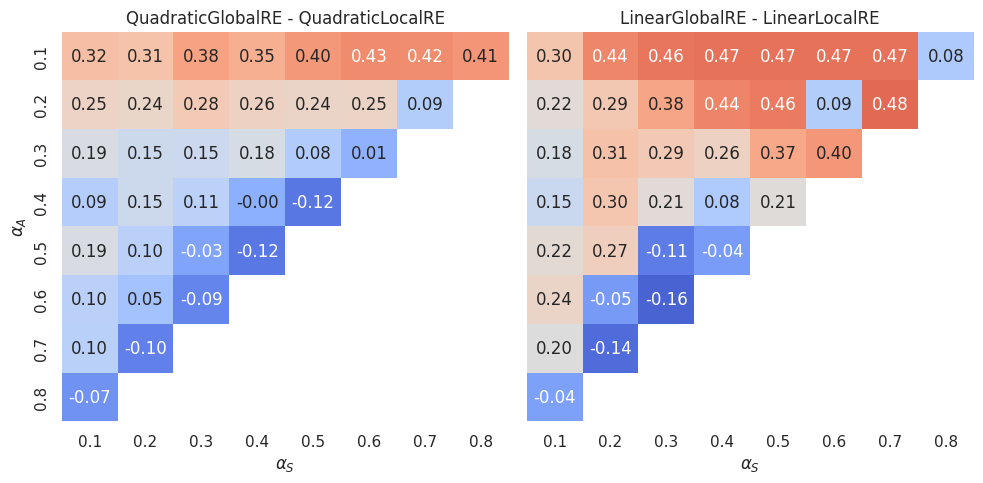 QuadraticGlobalRE - QuadraticLocalRE
LinearGlobalRE - LinearLocalRE
α_A
0.1 0.32 0.31 0.38 0.35 0.40 0.43 0.42 0.41
0.2 0.25 0.24 0.28 0.26 0.24 0.25 0.09
0.3 0.19 0.15 0.15 0.18 0.08 0.01
0.4 0.09 0.15 0.11 -0.00 -0.12
0.5 0.19 0.10 -0.03 -0.12
0.6 0.10 0.05 -0.09
0.7 0.10 -0.10
0.8 -0.07
0.1 0.2 0.3 0.4 0.5 0.6 0.7 0.8
α_S
0.30 0.44 0.46 0.47 0.47 0.47 0.47 0.08
0.22 0.29 0.38 0.44 0.46 0.09 0.48
0.18 0.31 0.29 0.26 0.37 0.40
0.15 0.30 0.21 0.08 0.21
0.22 0.27 -0.11 -0.04
0.24 -0.05 -0.16
0.20 -0.14
-0.04
0.1 0.2 0.3 0.4 0.5 0.6 0.7 0.8
α_S